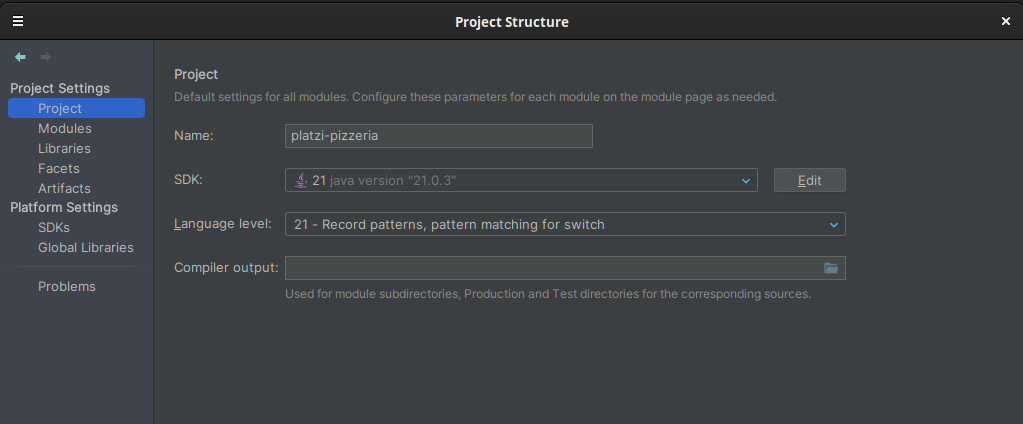 Project Structure
Project Settings
Project
Modules
Libraries
Facets
Artifacts
Platform Settings
SDKs
Global Libraries
Problems
Project
Default settings for all modules. Configure these parameters for each module on the module page as needed.
Name: platzi-pizzeria
SDK: 21 java version "21.0.3" Edit
Language level: 21 - Record patterns, pattern matching for switch
Compiler output:
Used for module subdirectories, Production and Test directories for the corresponding sources.